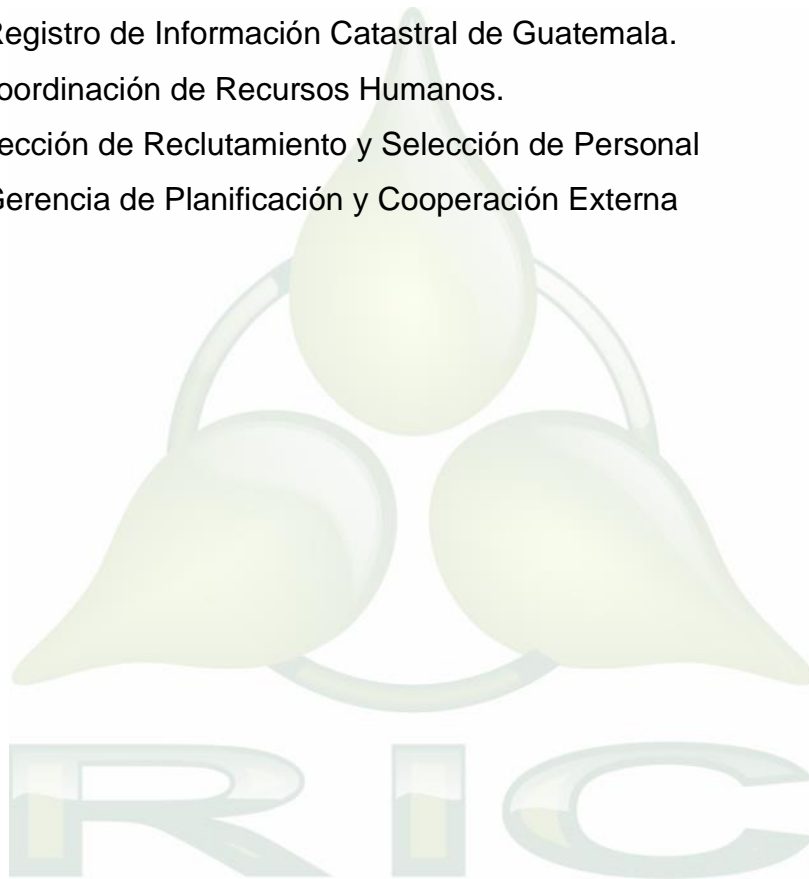 Registro de Información Catastral de Guatemala.
oordinación de Recursos Humanos.
ección de Reclutamiento y Selección de Personal
Gerencia de Planificación y Cooperación Externa
RIC